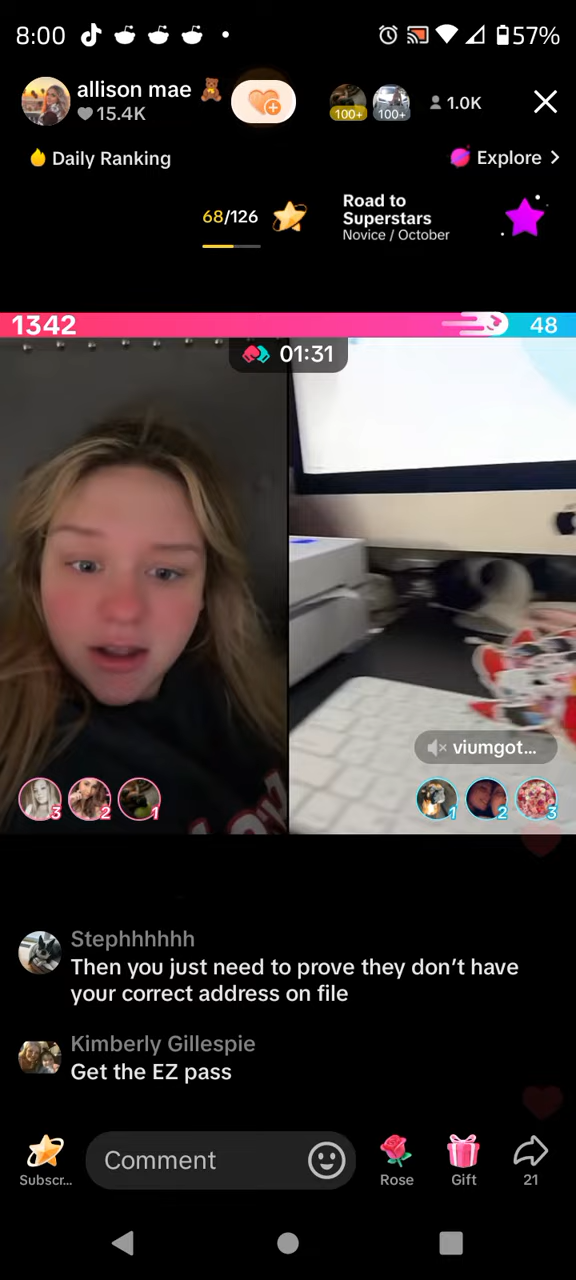 8:00
57%
allison mae 🧸
15.4K
100+
100+
1.0K
Daily Ranking
Explore >
68/126
Road to
Superstars
Novice / October
1342
48
01:31
viumgot...
3
2
1
1
2
3
Stephhhhhh
Then you just need to prove they don't have
your correct address on file
Kimberly Gillespie
Get the EZ pass
Subscr...
Comment
Rose
Gift
21